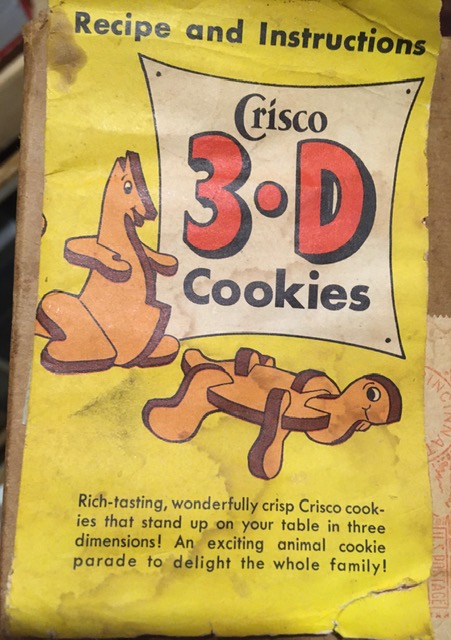 Recipe and Instructions
Crisco
3·D
Cookies
Rich-tasting, wonderfully crisp Crisco cook-
ies that stand up on your table in three
dimensions! An exciting animal cookie
parade to delight the whole family!
U.S. POSTAGE